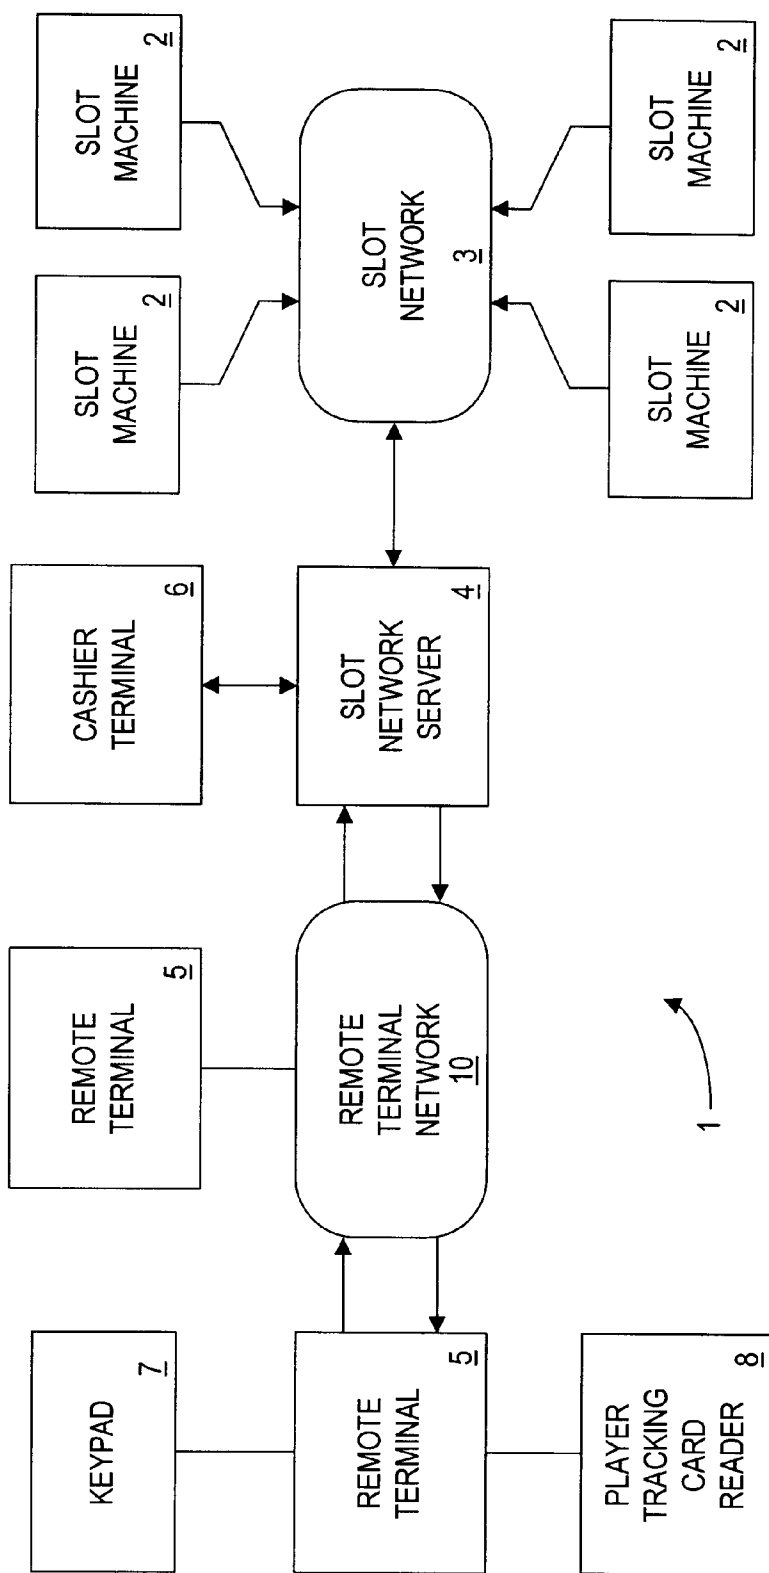 KEYPAD
7
REMOTE
TERMINAL
5
CASHIER
TERMINAL
6
SLOT
MACHINE
2
SLOT
MACHINE
2
REMOTE
TERMINAL
5
REMOTE
TERMINAL
NETWORK
10
SLOT
NETWORK
SERVER
4
SLOT
NETWORK
3
PLAYER
TRACKING
CARD
READER
8
1
SLOT
MACHINE
2
SLOT
MACHINE
2